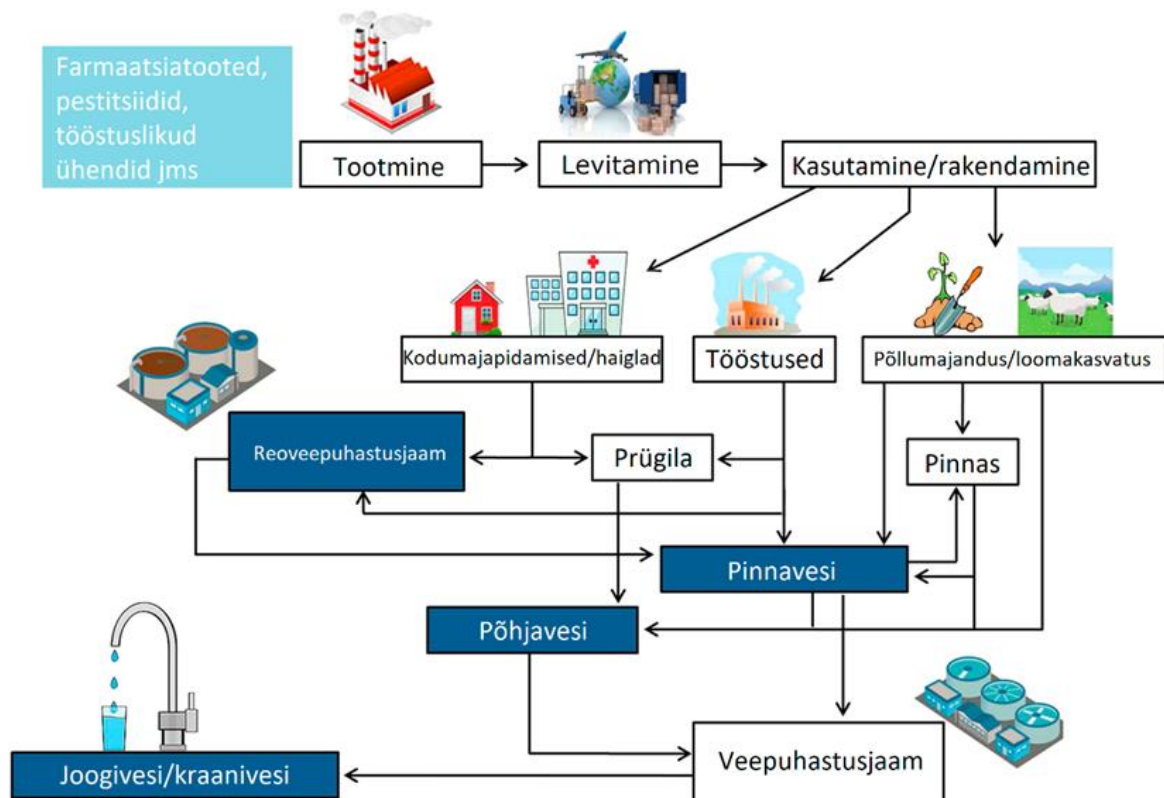 Farmaatsiatooted,
pestitsiidid,
tööstuslikud
ühendid jms
Tootmine
Levitamine
Kasutamine/rakendamine
Kodumajapidamised/haiglad
Tööstused
Põllumajandus/loomakasvatus
Reoveepuhastusjaam
Prügila
Pinnas
Pinnavesi
Põhjavesi
Joogivesi/kraanivesi
Veepuhastusjaam